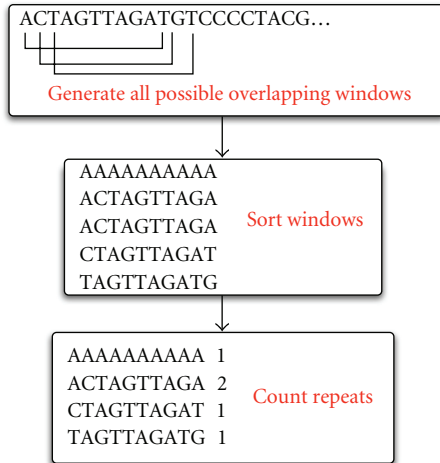 ACTAGTTAGATGTCCCCTACG...
Generate all possible overlapping windows
AAAAAAAAAA
ACTAGTTAGA
ACTAGTTAGA
CTAGTTAGAT
TAGTTAGATG
Sort windows
AAAAAAAAAA 1
ACTAGTTAGA 2
CTAGTTAGAT 1
TAGTTAGATG 1
Count repeats